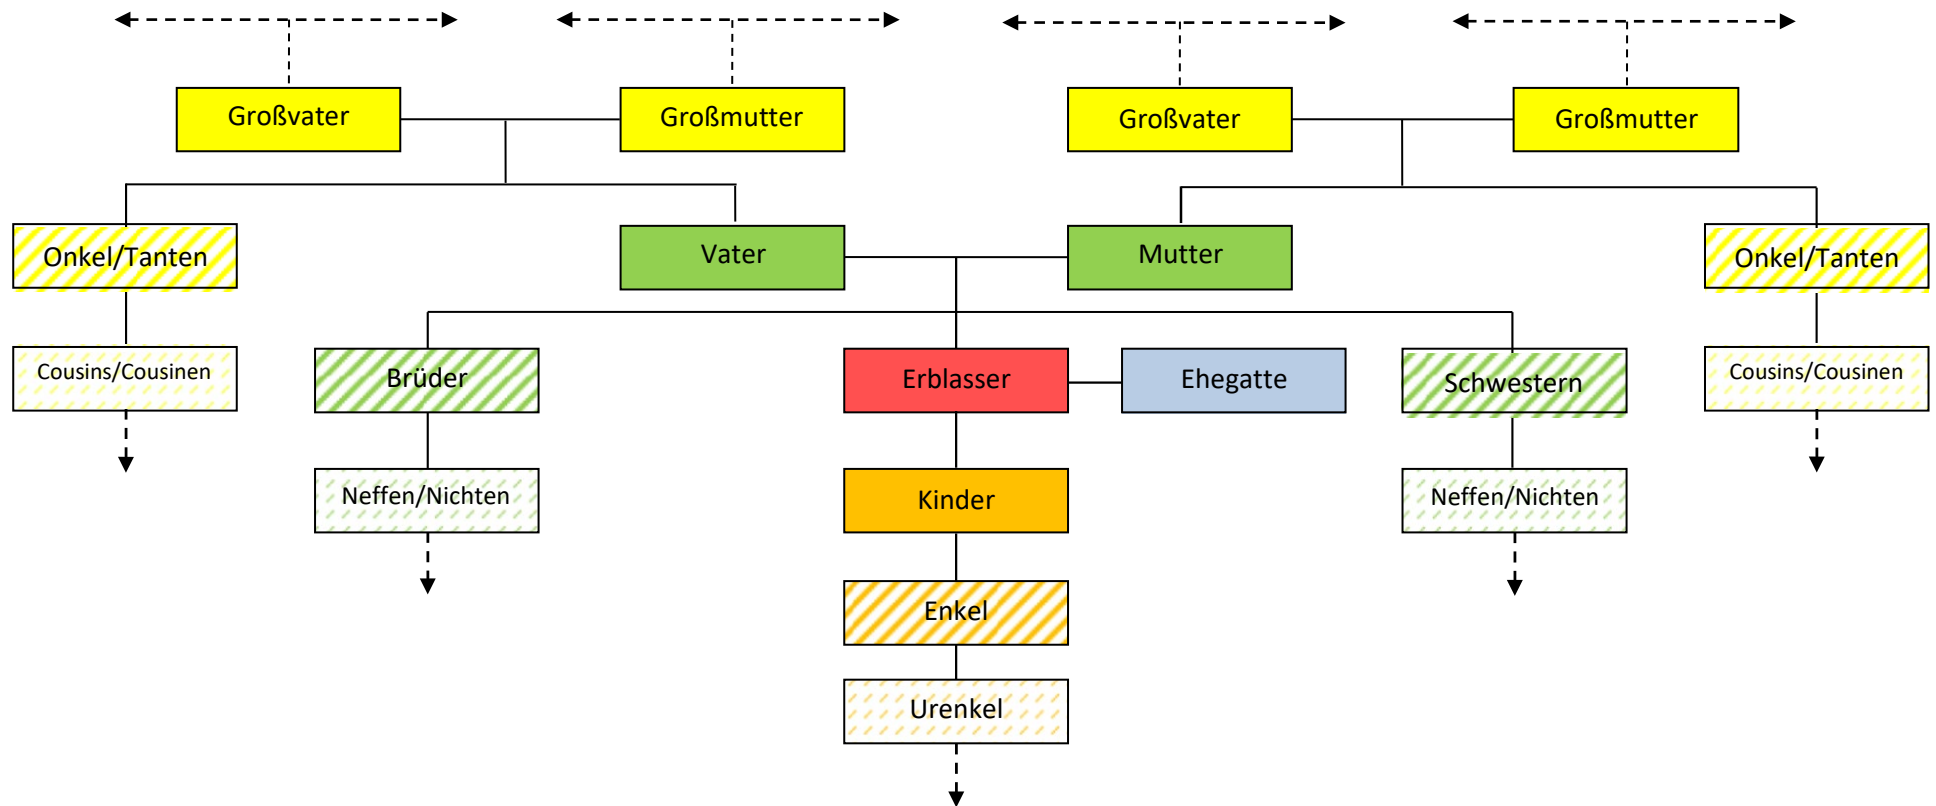 Großvater
Großmutter
Großvater
Großmutter
Onkel/Tanten
Vater
Mutter
Onkel/Tanten
Cousins/Cousinen
Brüder
Erblasser
Ehegatte
Schwestern
Cousins/Cousinen
Neffen/Nichten
Kinder
Neffen/Nichten
Enkel
Urenkel